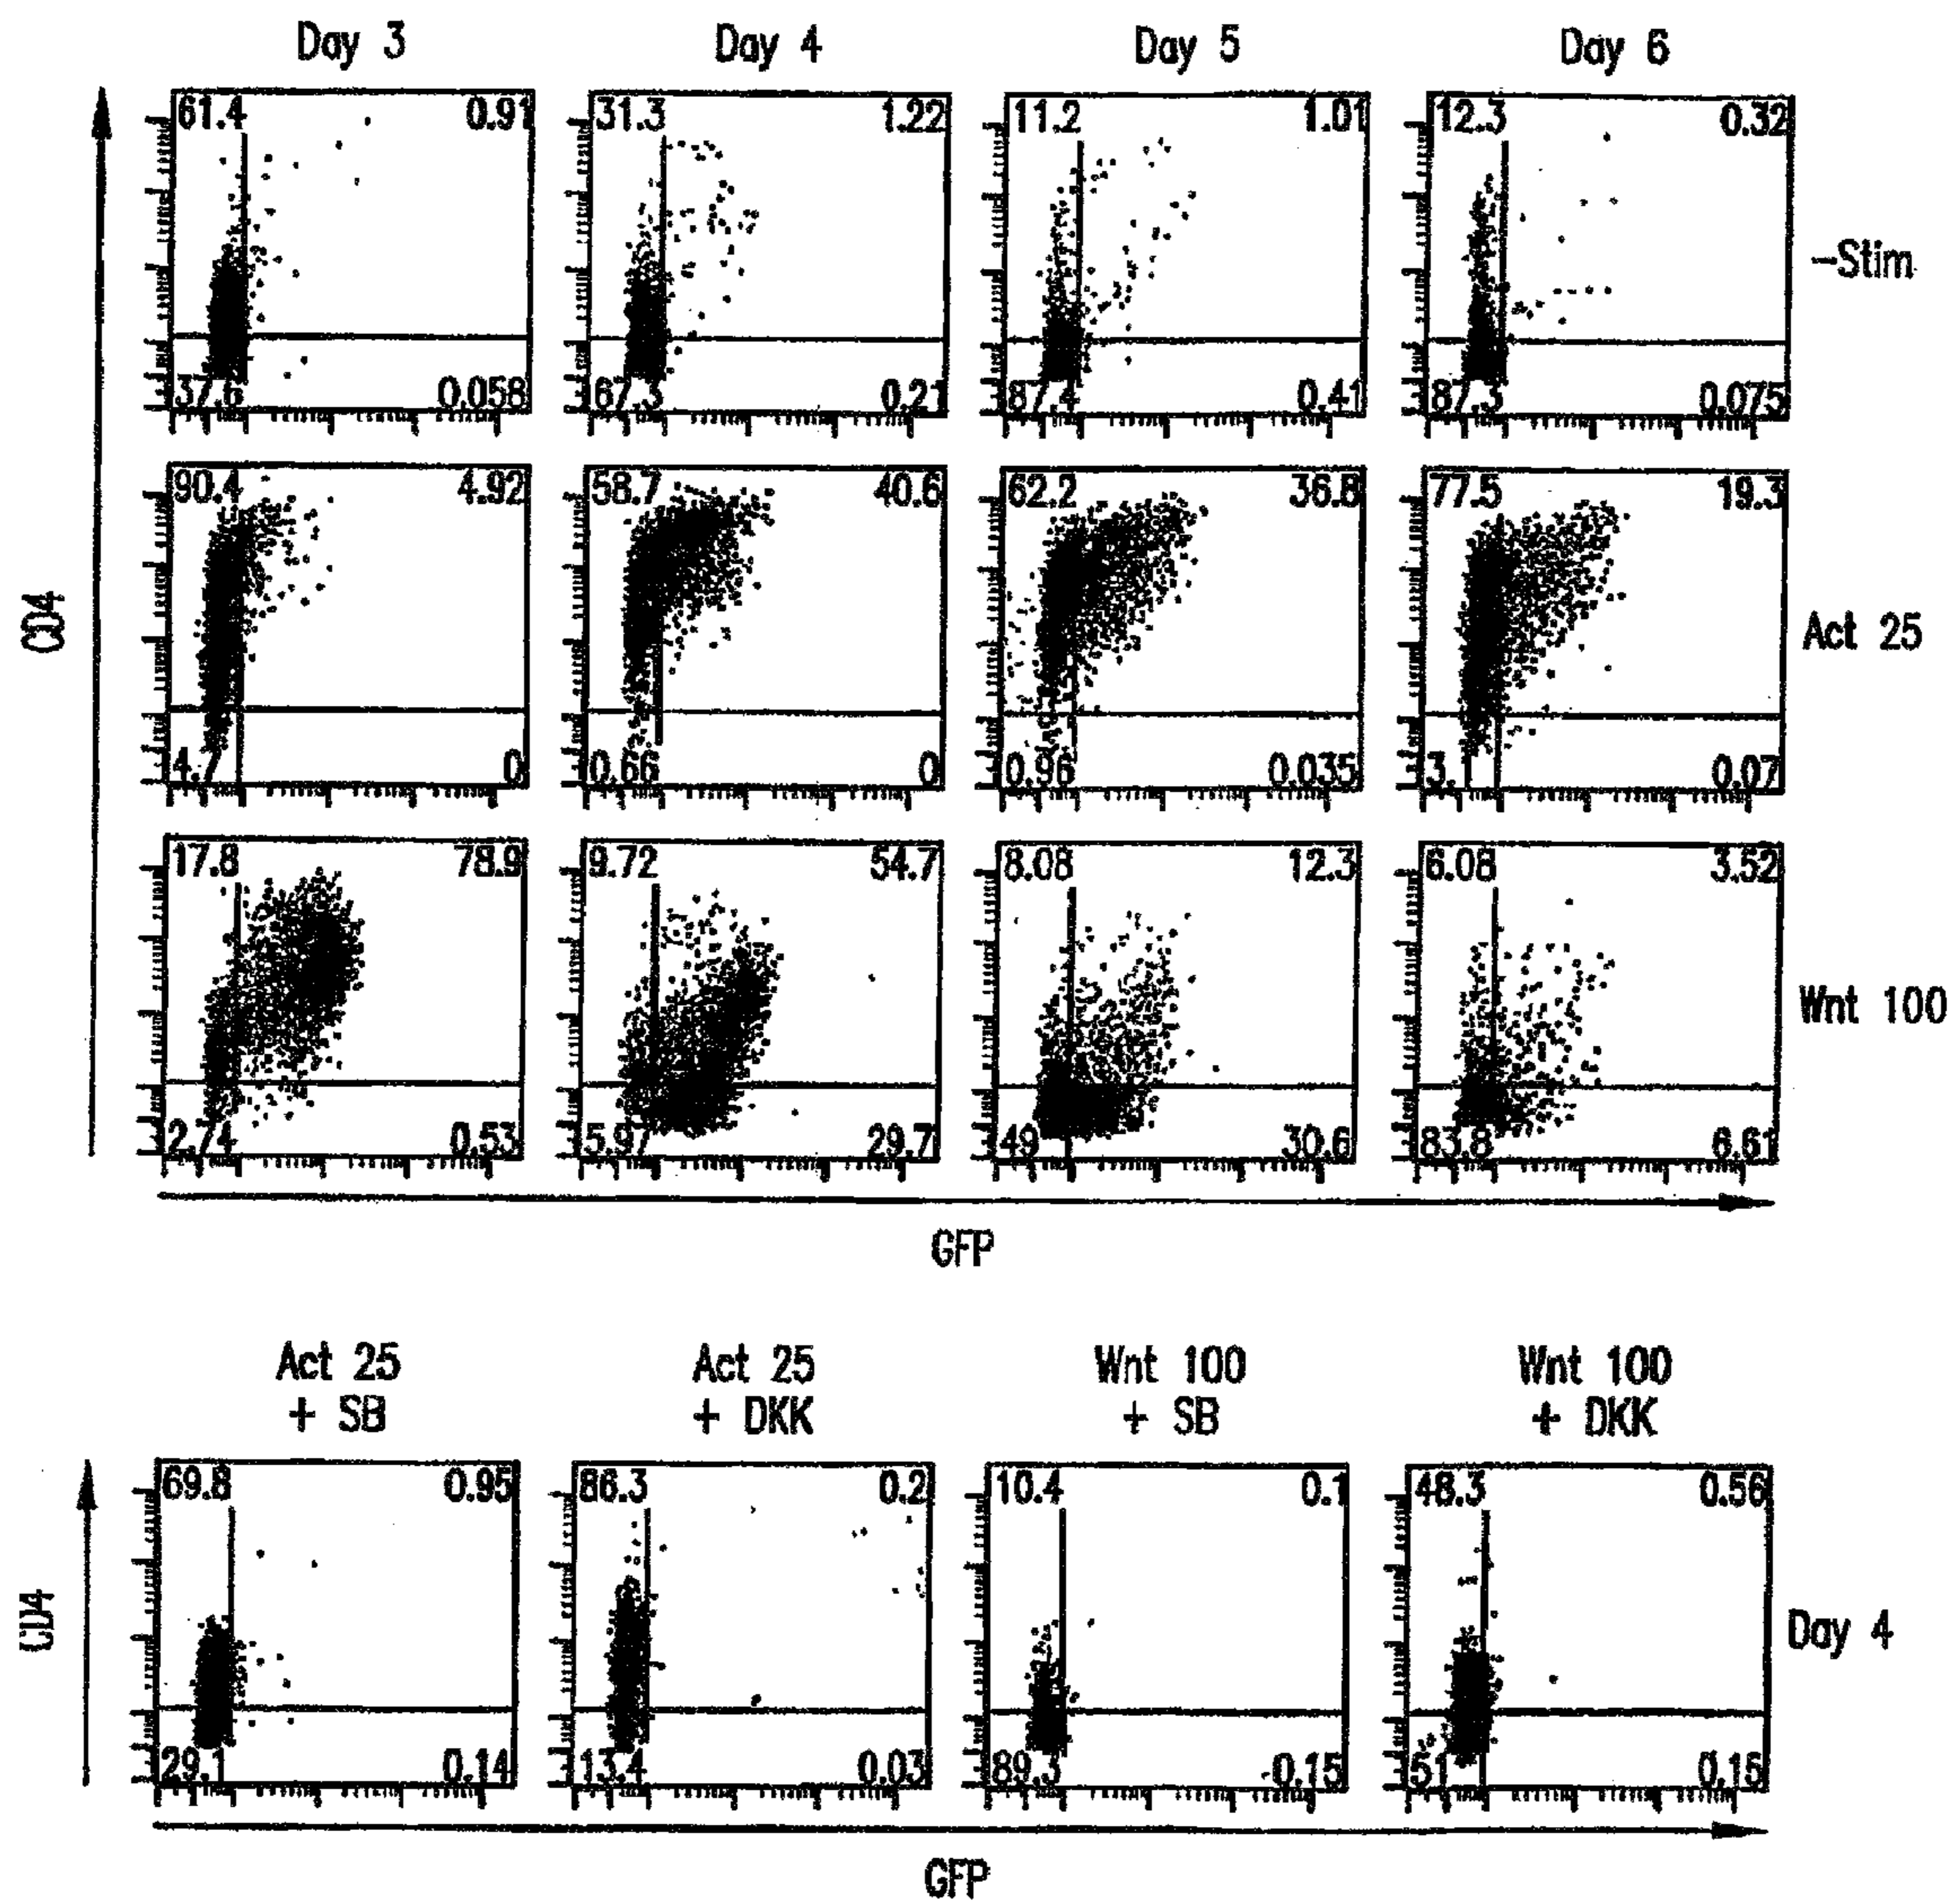 Day 3 Day 4 Day 5 Day 6
61.4 0.91 31.3 1.22 11.2 1.01 12.3 0.32
-Stim
37.6 0.058 67.3 0.21 87.4 0.41 87.3 0.075
90.4 4.92 58.7 40.6 62.2 36.8 77.5 19.3
CD4
Act 25
4.7 0 0.66 0 0.96 0.035 3.1 0.07
17.8 78.9 9.72 54.7 8.08 12.3 6.08 3.52
Wnt 100
2.74 0.53 5.97 29.7 49 30.6 83.8 6.61
GFP
Act 25 Act 25 Wnt 100 Wnt 100
+ SB + DKK + SB + DKK
69.8 0.95 86.3 0.2 10.4 0.1 48.3 0.56
CD4
Day 4
29.1 0.14 13.4 0.03 89.3 0.15 51 0.15
GFP